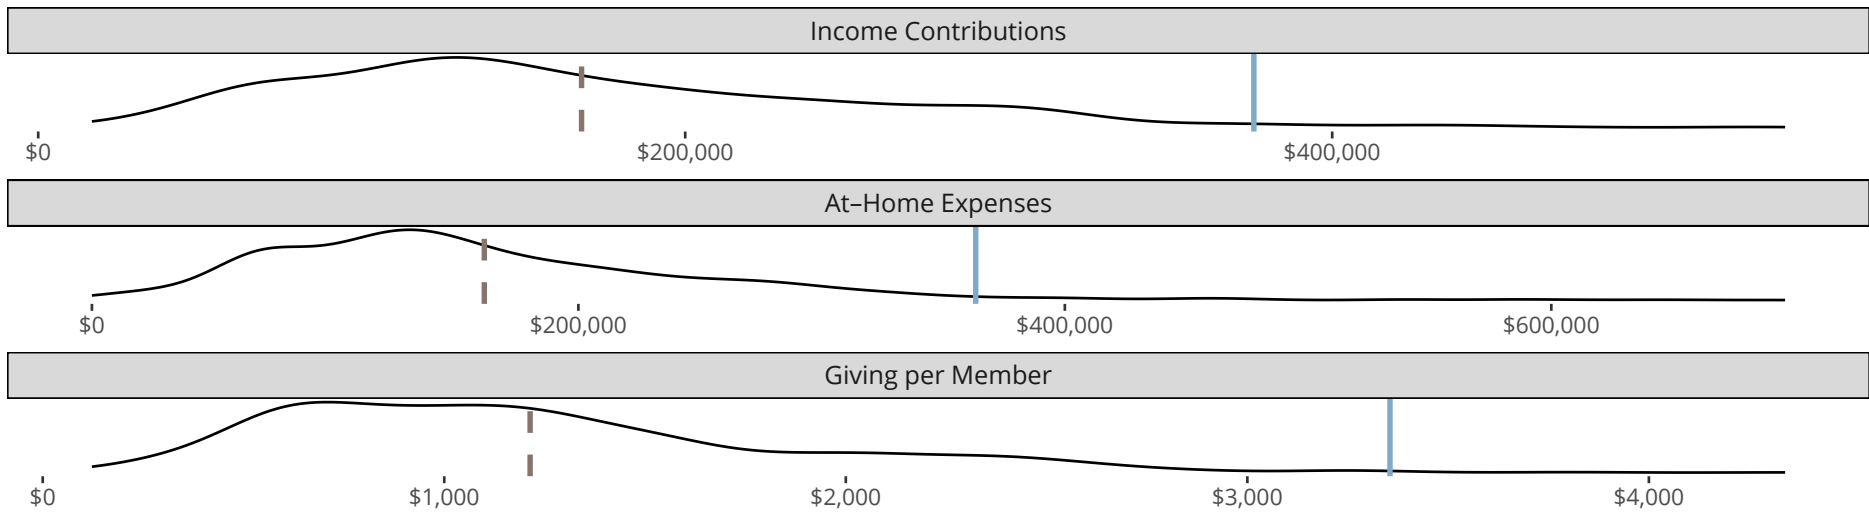 Income Contributions
$0 $200,000 $400,000
At–Home Expenses
$0 $200,000 $400,000 $600,000
Giving per Member
$0 $1,000 $2,000 $3,000 $4,000